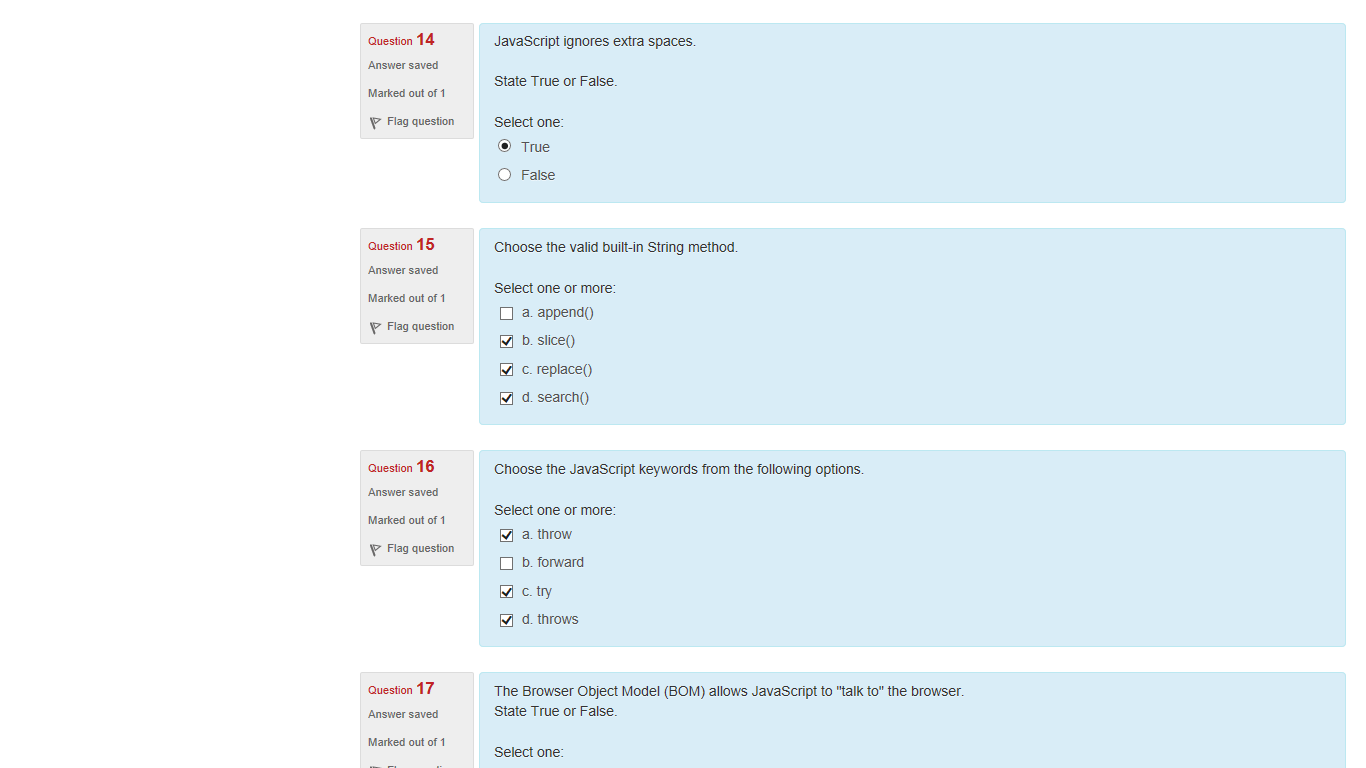 Question 14
Answer saved
Marked out of 1
Flag question
JavaScript ignores extra spaces.
State True or False.
Select one:
True
False
Question 15
Answer saved
Marked out of 1
Flag question
Choose the valid built-in String method.
Select one or more:
a. append()
b. slice()
c. replace()
d. search()
Question 16
Answer saved
Marked out of 1
Flag question
Choose the JavaScript keywords from the following options.
Select one or more:
a. throw
b. forward
c. try
d. throws
Question 17
Answer saved
Marked out of 1
The Browser Object Model (BOM) allows JavaScript to "talk to" the browser.
State True or False.
Select one: